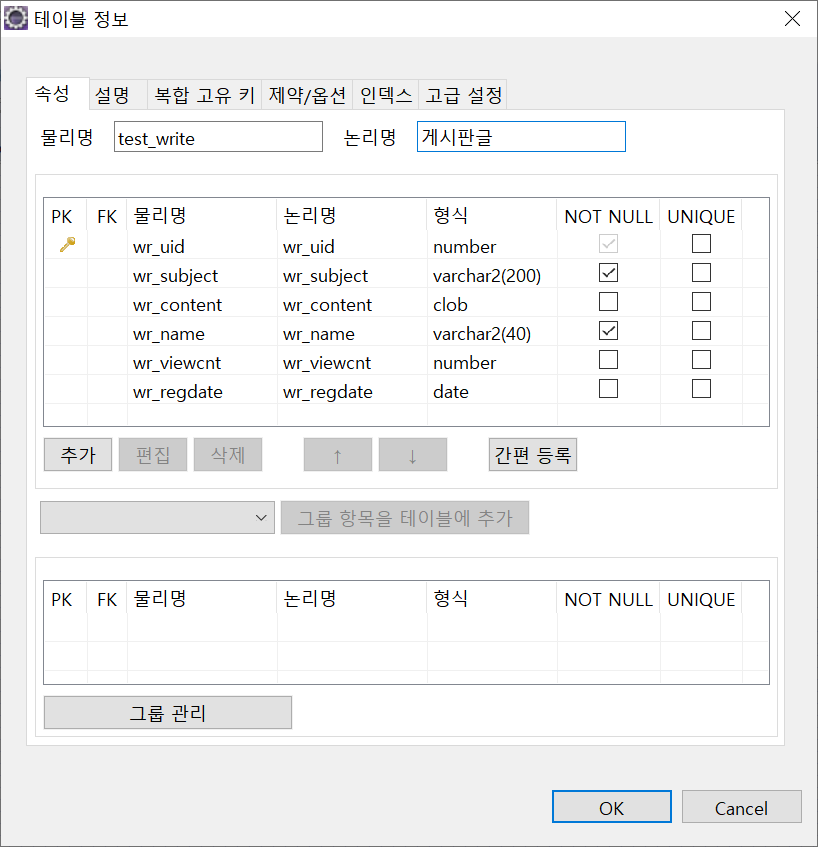 테이블 정보
속성 설명 복합 고유 키 제약/옵션 인덱스 고급 설정
물리명 test_write 논리명 게시판글
PK FK 물리명 논리명 형식 NOT NULL UNIQUE
wr_uid wr_uid number
wr_subject wr_subject varchar2(200)
wr_content wr_content clob
wr_name wr_name varchar2(40)
wr_viewcnt wr_viewcnt number
wr_regdate wr_regdate date
추가 편집 삭제 ↑ ↓ 간편 등록
그룹 항목을 테이블에 추가
PK FK 물리명 논리명 형식 NOT NULL UNIQUE
그룹 관리
OK Cancel